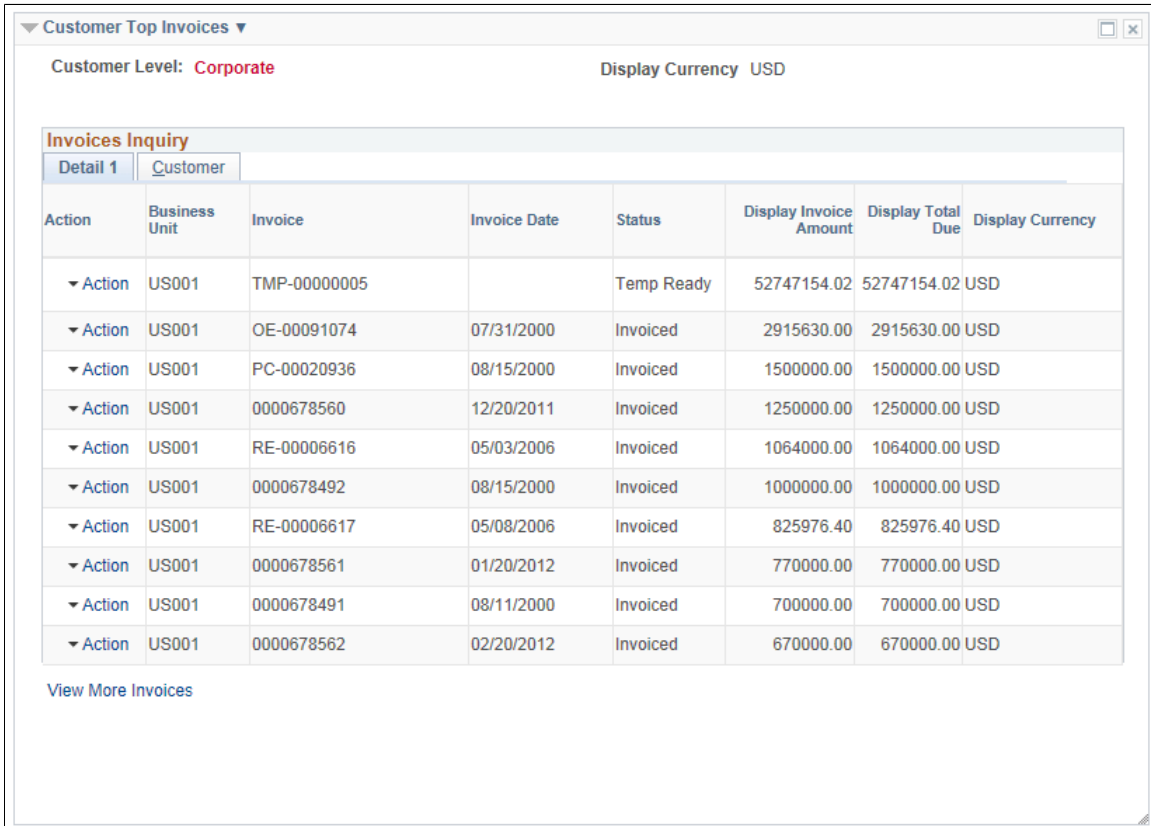 Customer Top Invoices ▼
Customer Level: Corporate Display Currency USD
Invoices Inquiry
Detail 1 Customer
Action Business Unit Invoice Invoice Date Status Display Invoice Amount Display Total Due Display Currency
Action US001 TMP-00000005 Temp Ready 52747154.02 52747154.02 USD
Action US001 OE-00091074 07/31/2000 Invoiced 2915630.00 2915630.00 USD
Action US001 PC-00020936 08/15/2000 Invoiced 1500000.00 1500000.00 USD
Action US001 0000678560 12/20/2011 Invoiced 1250000.00 1250000.00 USD
Action US001 RE-00006616 05/03/2006 Invoiced 1064000.00 1064000.00 USD
Action US001 0000678492 08/15/2000 Invoiced 1000000.00 1000000.00 USD
Action US001 RE-00006617 05/08/2006 Invoiced 825976.40 825976.40 USD
Action US001 0000678561 01/20/2012 Invoiced 770000.00 770000.00 USD
Action US001 0000678491 08/11/2000 Invoiced 700000.00 700000.00 USD
Action US001 0000678562 02/20/2012 Invoiced 670000.00 670000.00 USD
View More Invoices